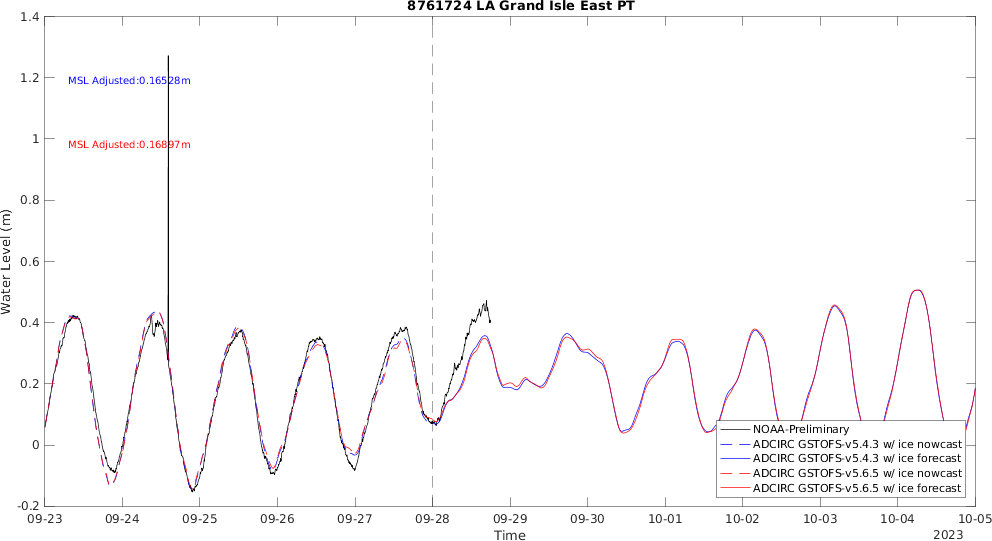 8761724 LA Grand Isle East PT
1.4
1.2
1
0.8
0.6
0.4
0.2
0
-0.2
Water Level (m)
MSL Adjusted:0.16528m
MSL Adjusted:0.16897m
NOAA-Preliminary
ADCIRC GSTOFS-v5.4.3 w/ ice nowcast
ADCIRC GSTOFS-v5.4.3 w/ ice forecast
ADCIRC GSTOFS-v5.6.5 w/ ice nowcast
ADCIRC GSTOFS-v5.6.5 w/ ice forecast
09-23 09-24 09-25 09-26 09-27 09-28 09-29 09-30 10-01 10-02 10-03 10-04 10-05
Time
2023